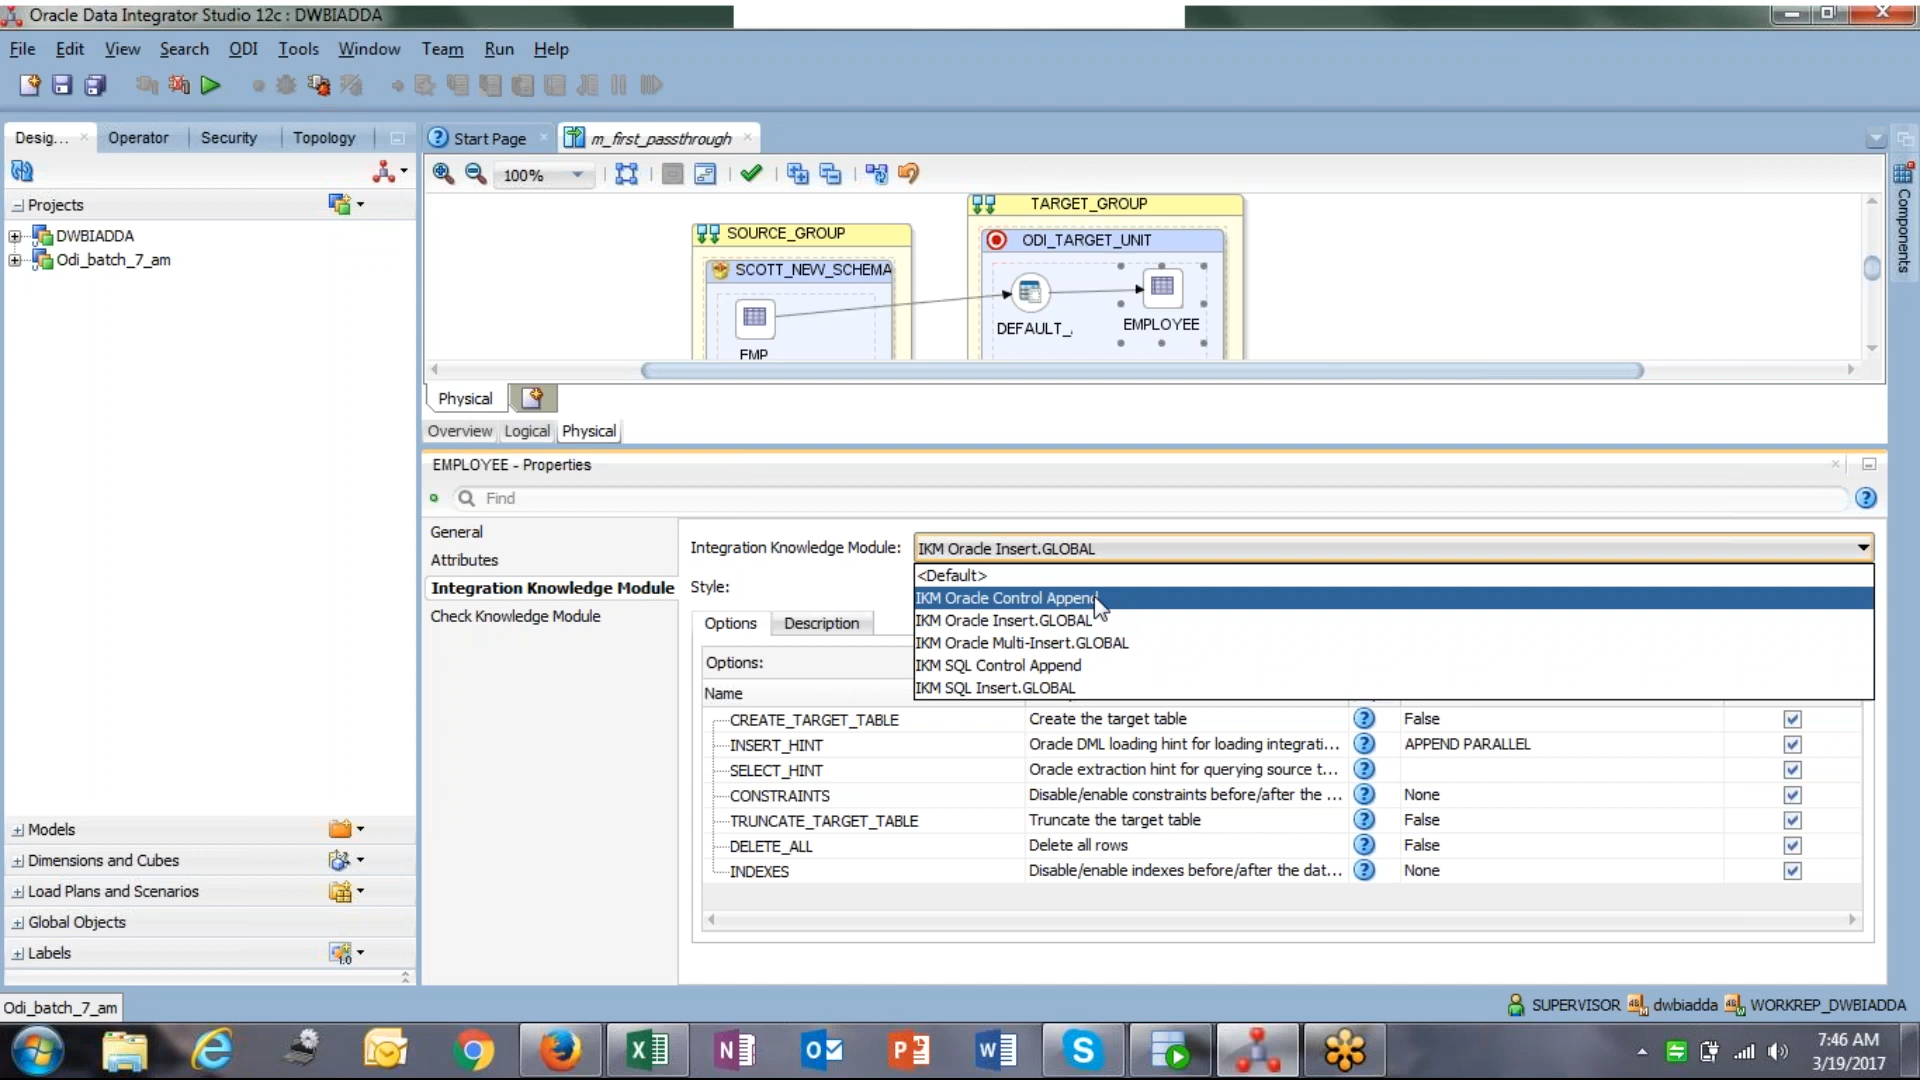 Oracle Data Integrator Studio 12c : DWBIADDA
File Edit View Search ODI Tools Window Team Run Help
Desig... Operator Security Topology
Start Page m_first_passthrough
100%
Projects
DWBIADDA
Odi_batch_7_am
Components
TARGET_GROUP
SOURCE_GROUP
ODI_TARGET_UNIT
SCOTT_NEW_SCHEMA
DEFAULT_
EMPLOYEE
EMP
Physical
Overview Logical Physical
EMPLOYEE - Properties
Find
General
Attributes
Integration Knowledge Module
Check Knowledge Module
Integration Knowledge Module: IKM Oracle Insert.GLOBAL
<Default>
IKM Oracle Control Append
IKM Oracle Insert.GLOBAL
IKM Oracle Multi-Insert.GLOBAL
IKM SQL Control Append
IKM SQL Insert.GLOBAL
Style:
Options Description
Options:
Name
CREATE_TARGET_TABLE Create the target table False
INSERT_HINT Oracle DML loading hint for loading integrati... APPEND PARALLEL
SELECT_HINT Oracle extraction hint for querying source t...
CONSTRAINTS Disable/enable constraints before/after the ... None
TRUNCATE_TARGET_TABLE Truncate the target table False
DELETE_ALL Delete all rows False
INDEXES Disable/enable indexes before/after the dat... None
Models
Dimensions and Cubes
Load Plans and Scenarios
Global Objects
Labels
Odi_batch_7_am
SUPERVISOR dwbiadda WORKREP_DWBIADDA
7:46 AM
3/19/2017